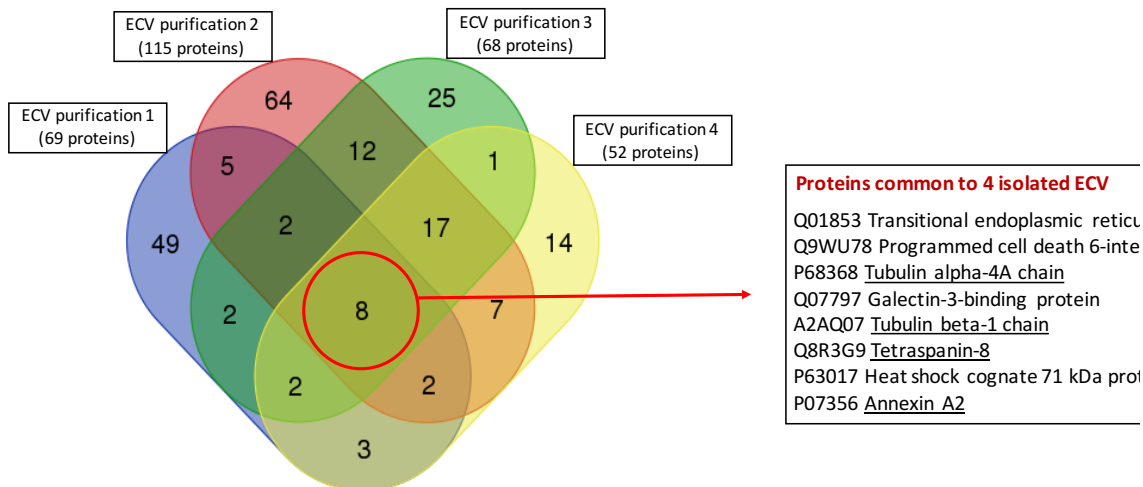 ECV purification 2
(115 proteins)
ECV purification 3
(68 proteins)
ECV purification 1
(69 proteins)
ECV purification 4
(52 proteins)
64
25
5
12
1
49
2
17
14
2
8
7
2
2
3
Proteins common to 4 isolated ECV
Q01853 Transitional endoplasmic reticu
Q9WU78 Programmed cell death 6-inte
P68368 Tubulin alpha-4A chain
Q07797 Galectin-3-binding protein
A2AQ07 Tubulin beta-1 chain
Q8R3G9 Tetraspanin-8
P63017 Heat shock cognate 71 kDa prot
P07356 Annexin A2